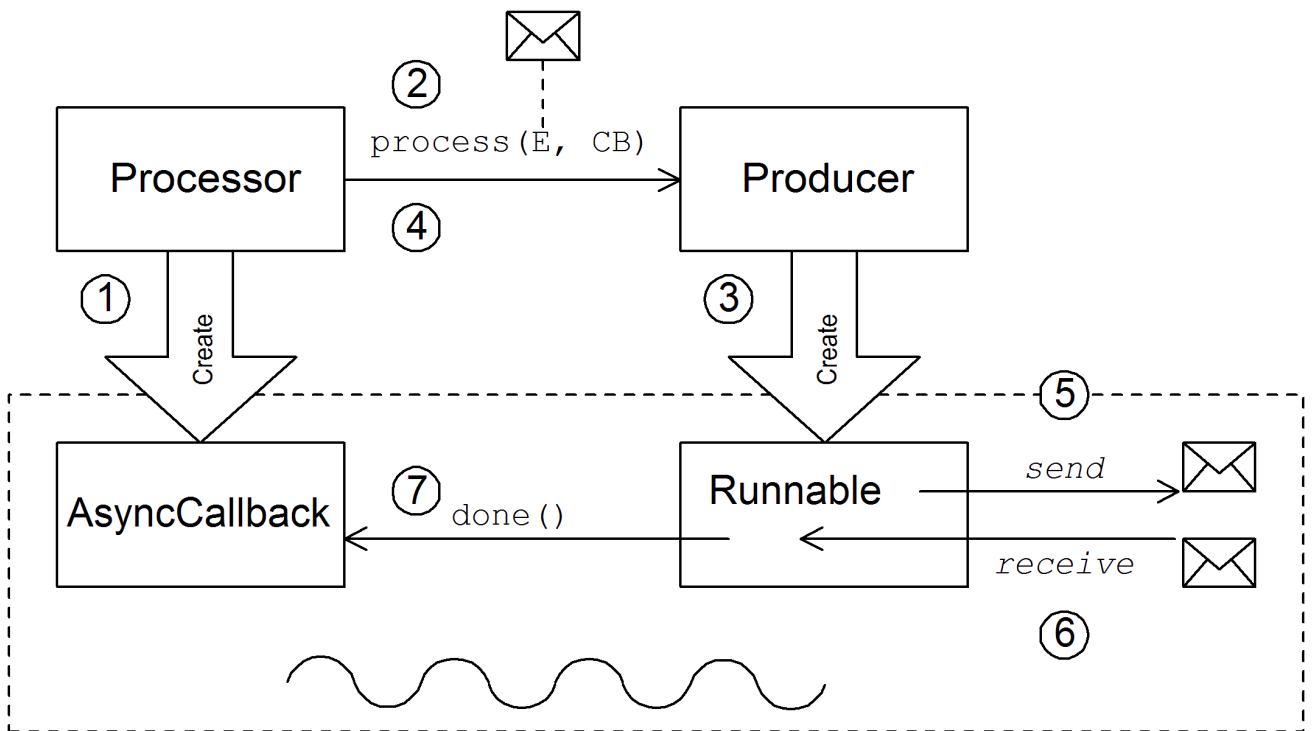 2
process(E, CB)
Processor
Producer
4
1
3
Create
Create
5
AsyncCallback
7
done()
Runnable
send
receive
6